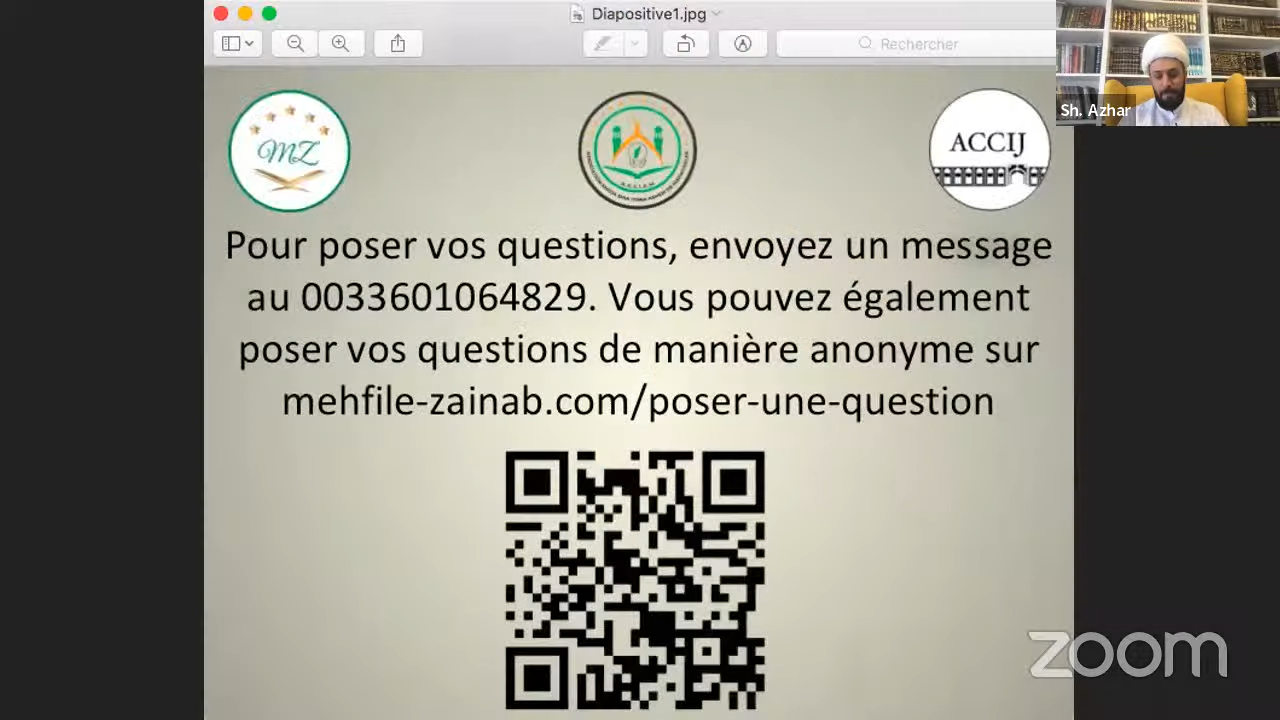 Diapositive1.jpg
Rechercher
Sh. Azhar
MZ
ACCIJ
Pour poser vos questions, envoyez un message
au 0033601064829. Vous pouvez également
poser vos questions de manière anonyme sur
mehfile-zainab.com/poser-une-question
zoom